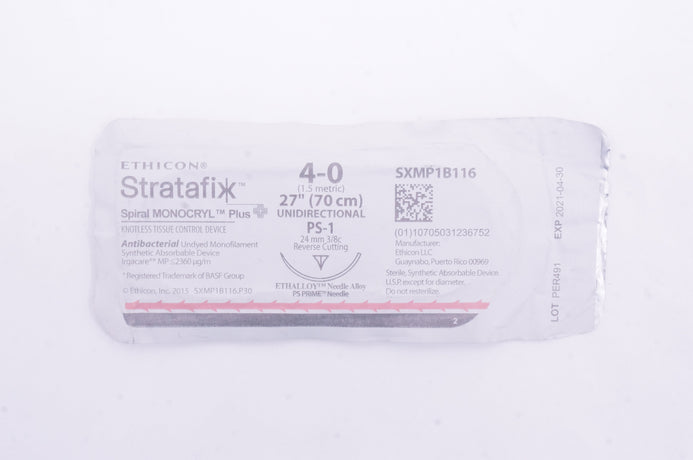 ETHICON®
Stratafix™
Spiral MONOCRYL™ Plus
KNOTLESS TISSUE CONTROL DEVICE
Antibacterial Undyed Monofilament
Synthetic Absorbable Device
Irgacare™ MP ≤2360 µg/m
*Registered Trademark of BASF Group
© Ethicon, Inc. 2015 SXMP1B116.P30
4-0
(1.5 metric)
27" (70 cm)
UNIDIRECTIONAL
PS-1
24 mm 3/8c
Reverse Cutting
ETHALLOY™ Needle Alloy
PS PRIME™ Needle
SXMP1B116
(01)10705031236752
Manufacturer:
Ethicon LLC
Guaynabo, Puerto Rico 00969
Sterile, Synthetic Absorbable Device
U.S.P. except for diameter.
Do not resterilize.
2
LOT PER491 EXP 2021-04-30